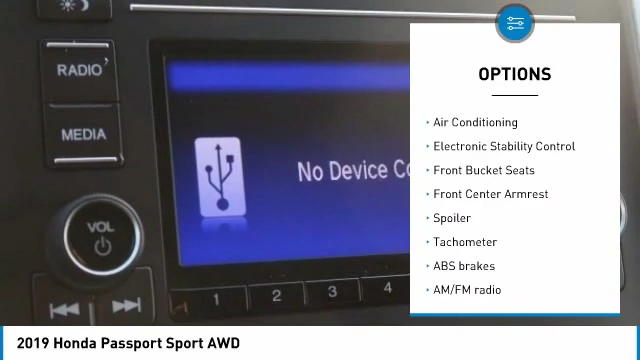 RADIO
MEDIA
No Device Co
VOL
1 2 3 4
OPTIONS
Air Conditioning
Electronic Stability Control
Front Bucket Seats
Front Center Armrest
Spoiler
Tachometer
ABS brakes
AM/FM radio
2019 Honda Passport Sport AWD